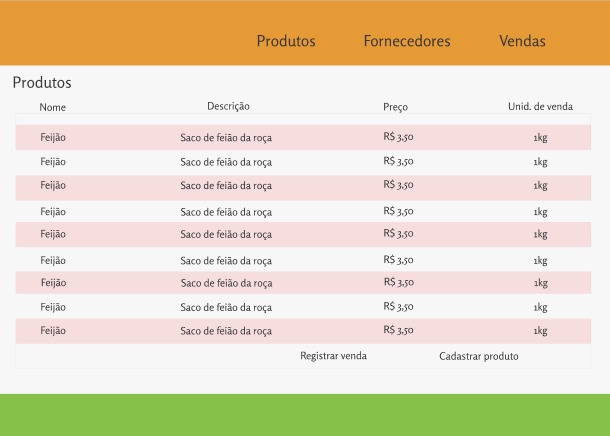 Produtos Fornecedores Vendas
Produtos
Nome Descrição Preço Unid. de venda
Feijão Saco de feião da roça R$ 3,50 1kg
Feijão Saco de feião da roça R$ 3,50 1kg
Feijão Saco de feião da roça R$ 3,50 1kg
Feijão Saco de feião da roça R$ 3,50 1kg
Feijão Saco de feião da roça R$ 3,50 1kg
Feijão Saco de feião da roça R$ 3,50 1kg
Feijão Saco de feião da roça R$ 3,50 1kg
Feijão Saco de feião da roça R$ 3,50 1kg
Feijão Saco de feião da roça R$ 3,50 1kg
Registrar venda Cadastrar produto